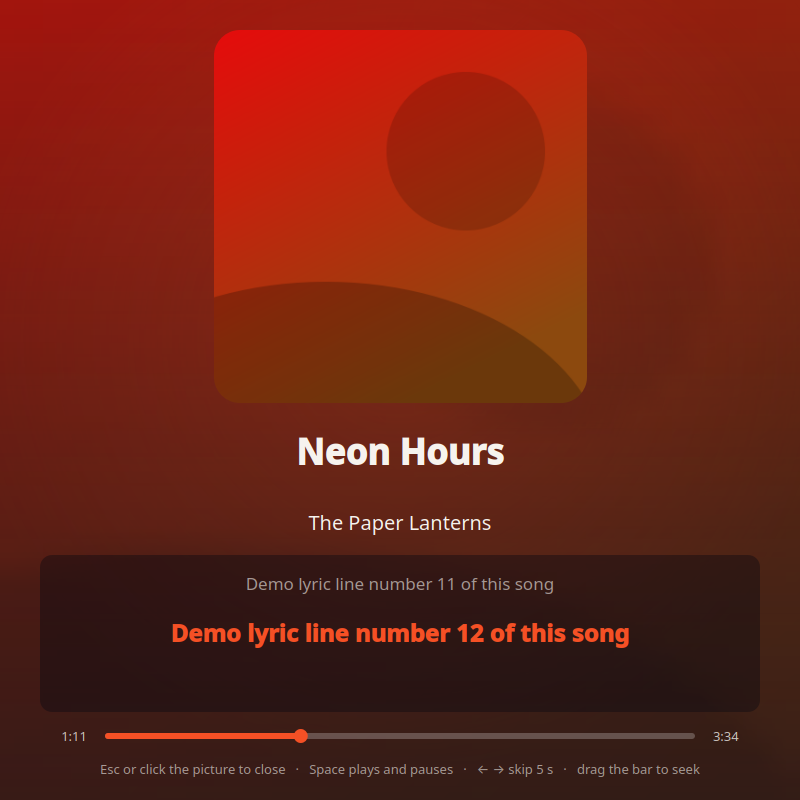 Neon Hours
The Paper Lanterns
Demo lyric line number 11 of this song
Demo lyric line number 12 of this song
1:11 3:34
Esc or click the picture to close · Space plays and pauses · ← → skip 5 s · drag the bar to seek